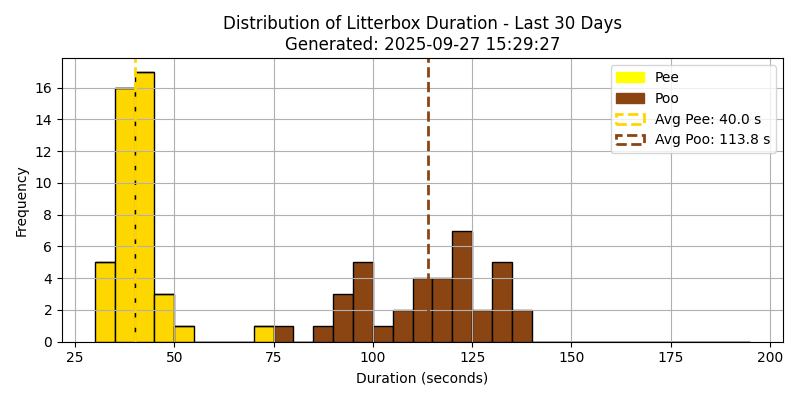 Distribution of Litterbox Duration - Last 30 Days
Generated: 2025-09-27 15:29:27
Frequency
16
14
12
10
8
6
4
2
0
Pee
Poo
Avg Pee: 40.0 s
Avg Poo: 113.8 s
25 50 75 100 125 150 175 200
Duration (seconds)